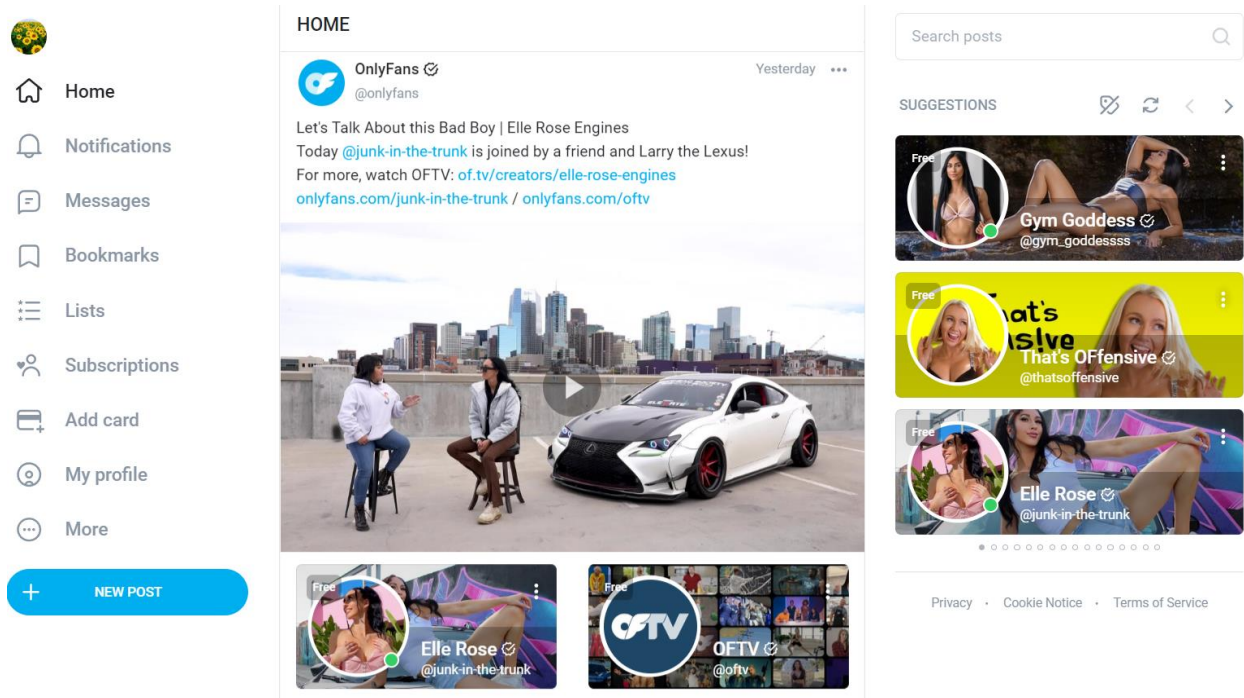 Home
Notifications
Messages
Bookmarks
Lists
Subscriptions
Add card
My profile
More
NEW POST
HOME
OnlyFans
@onlyfans
Yesterday
Let's Talk About this Bad Boy | Elle Rose Engines
Today @junk-in-the-trunk is joined by a friend and Larry the Lexus!
For more, watch OFTV: of.tv/creators/elle-rose-engines
onlyfans.com/junk-in-the-trunk / onlyfans.com/oftv
Free
Elle Rose
@junk-in-the-trunk
Free
OFTV
OFTV
@oftv
Search posts
SUGGESTIONS
Free
Gym Goddess
@gym_goddessss
Free
That's OFfensive
@thatsoffensive
Free
Elle Rose
@junk-in-the-trunk
Privacy · Cookie Notice · Terms of Service